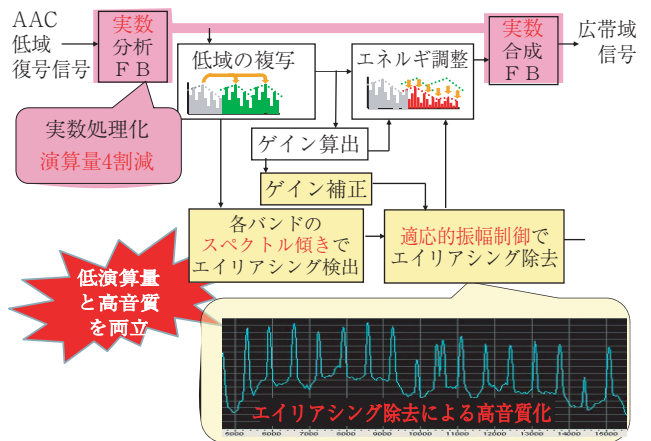 AAC
低域
復号信号
実数
分析
ＦＢ
低域の複写
エネルギ調整
実数
合成
ＦＢ
広帯域
信号
実数処理化
演算量4割減
ゲイン算出
ゲイン補正
各バンドの
スペクトル傾きで
エイリアシング検出
適応的振幅制御で
エイリアシング除去
低演算量
と高音質
を両立
エイリアシング除去による高音質化
5000 6000 7000 8000 9000 10000 11000 12000 13000 14000 15000